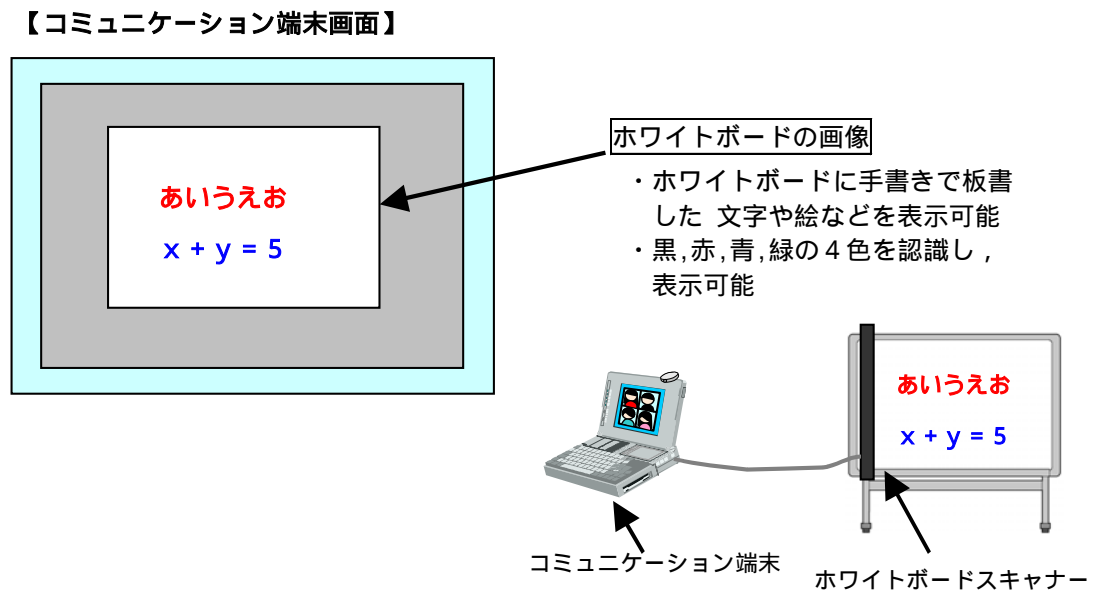 【コミュニケーション端末画面】
あいうえお
x + y = 5
ホワイトボードの画像
・ホワイトボードに手書きで板書
した 文字や絵などを表示可能
・黒,赤,青,緑の４色を認識し，
表示可能
あいうえお
x + y = 5
コミュニケーション端末
ホワイトボードスキャナー